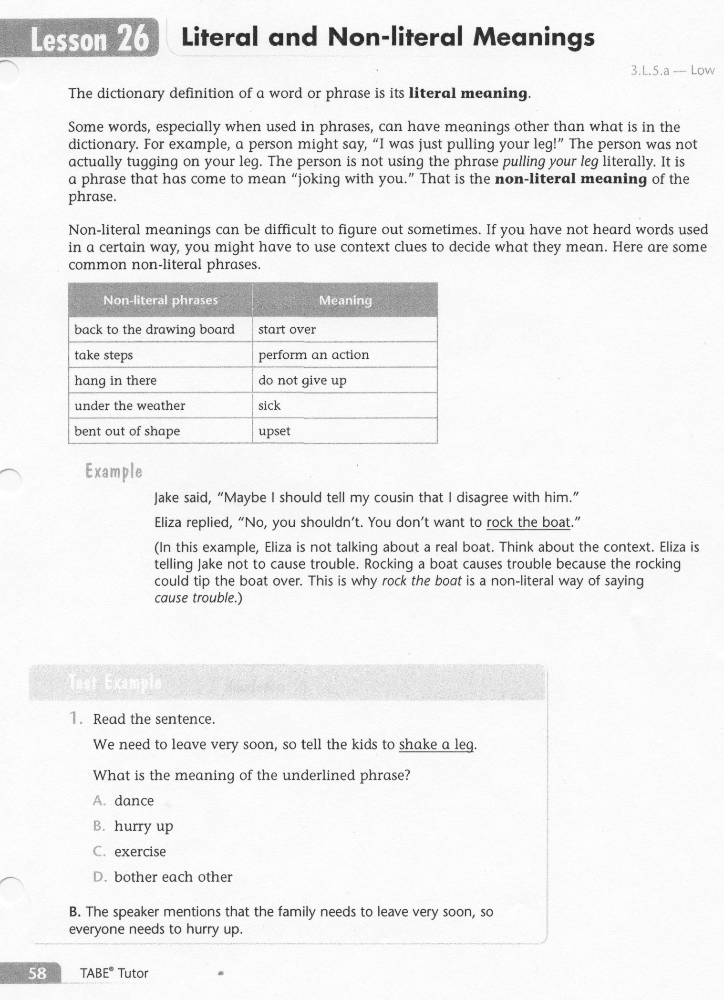 Lesson 26
Literal and Non-literal Meanings
3.L.5.a — Low
The dictionary definition of a word or phrase is its literal meaning.
Some words, especially when used in phrases, can have meanings other than what is in the
dictionary. For example, a person might say, “I was just pulling your leg!” The person was not
actually tugging on your leg. The person is not using the phrase pulling your leg literally. It is
a phrase that has come to mean “joking with you.” That is the non-literal meaning of the
phrase.
Non-literal meanings can be difficult to figure out sometimes. If you have not heard words used
in a certain way, you might have to use context clues to decide what they mean. Here are some
common non-literal phrases.
Non-literal phrases Meaning
back to the drawing board start over
take steps perform an action
hang in there do not give up
under the weather sick
bent out of shape upset
Example
Jake said, “Maybe I should tell my cousin that I disagree with him.”
Eliza replied, “No, you shouldn’t. You don’t want to rock the boat.”
(In this example, Eliza is not talking about a real boat. Think about the context. Eliza is
telling Jake not to cause trouble. Rocking a boat causes trouble because the rocking
could tip the boat over. This is why rock the boat is a non-literal way of saying
cause trouble.)
Test Example
1. Read the sentence.
We need to leave very soon, so tell the kids to shake a leg.
What is the meaning of the underlined phrase?
A. dance
B. hurry up
C. exercise
D. bother each other
B. The speaker mentions that the family needs to leave very soon, so
everyone needs to hurry up.
58 TABE® Tutor